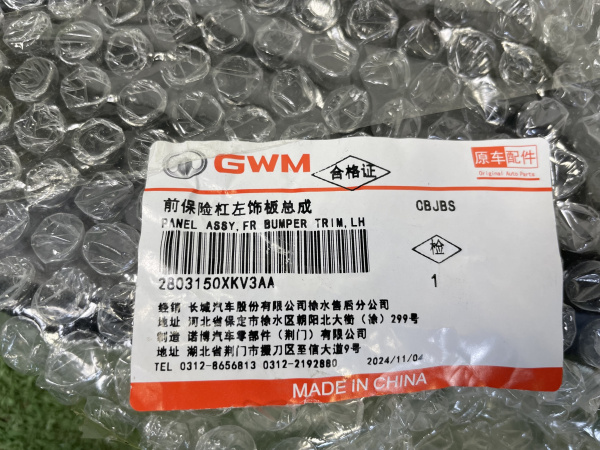 GWM
合格证
原车配件
Original Auto Parts
前保险杠左饰板总成
CBJBS
PANEL ASSY,FR BUMPER TRIM,LH
检
2803150XKV3AA
1
经销 长城汽车股份有限公司徐水售后分公司
地址 河北省保定市徐水区朝阳北大街（涂）299号
制造 诺博汽车零部件（荆门）有限公司
地址 湖北省荆门市掇刀区至信大道9号
TEL 0312-8656813 0312-2192880
2024/11/04
MADE IN CHINA